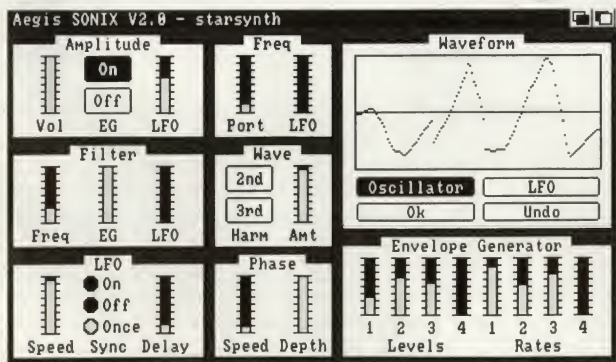 Aegis SONIX V2.0 - starsynth
Amplitude
On
Off
Vol EG LFO
Freq
Port LFO
Waveform
Oscillator LFO
Ok Undo
Filter
Freq EG LFO
Wave
2nd
3rd
Harm Amt
LFO
On
Off
Once
Speed Sync Delay
Phase
Speed Depth
Envelope Generator
1 2 3 4 1 2 3 4
Levels Rates